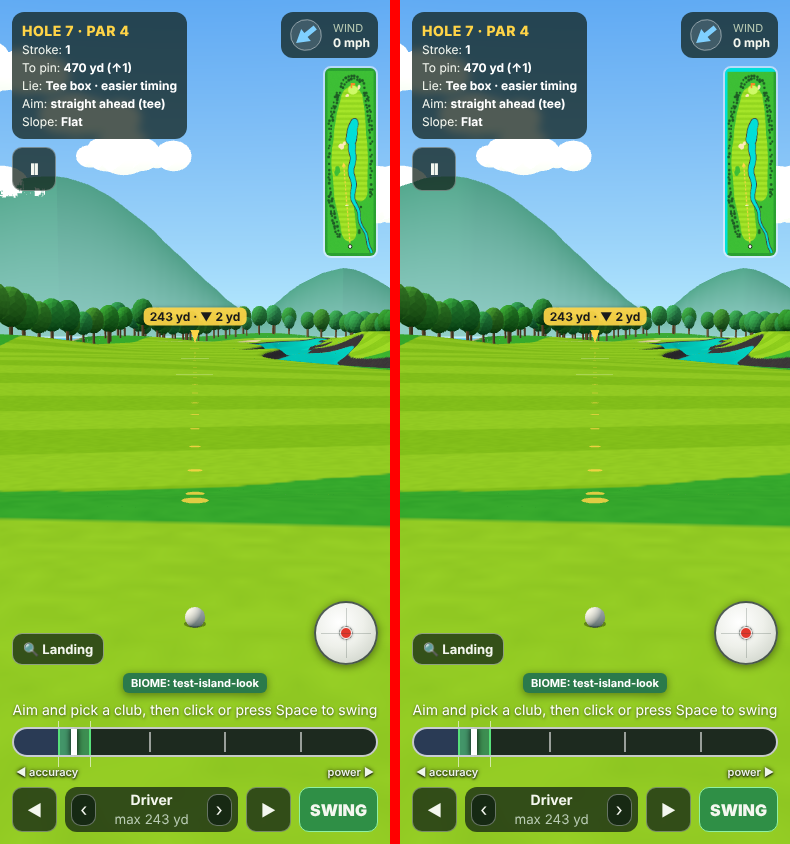 HOLE 7 · PAR 4
Stroke: 1
To pin: 470 yd (↑1)
Lie: Tee box · easier timing
Aim: straight ahead (tee)
Slope: Flat
WIND
0 mph
243 yd · ▼ 2 yd
🔍 Landing
BIOME: test-island-look
Aim and pick a club, then click or press Space to swing
◀ accuracy
power ▶
◀
‹
Driver
max 243 yd
›
▶
SWING
HOLE 7 · PAR 4
Stroke: 1
To pin: 470 yd (↑1)
Lie: Tee box · easier timing
Aim: straight ahead (tee)
Slope: Flat
WIND
0 mph
243 yd · ▼ 2 yd
🔍 Landing
BIOME: test-island-look
Aim and pick a club, then click or press Space to swing
◀ accuracy
power ▶
◀
‹
Driver
max 243 yd
›
▶
SWING